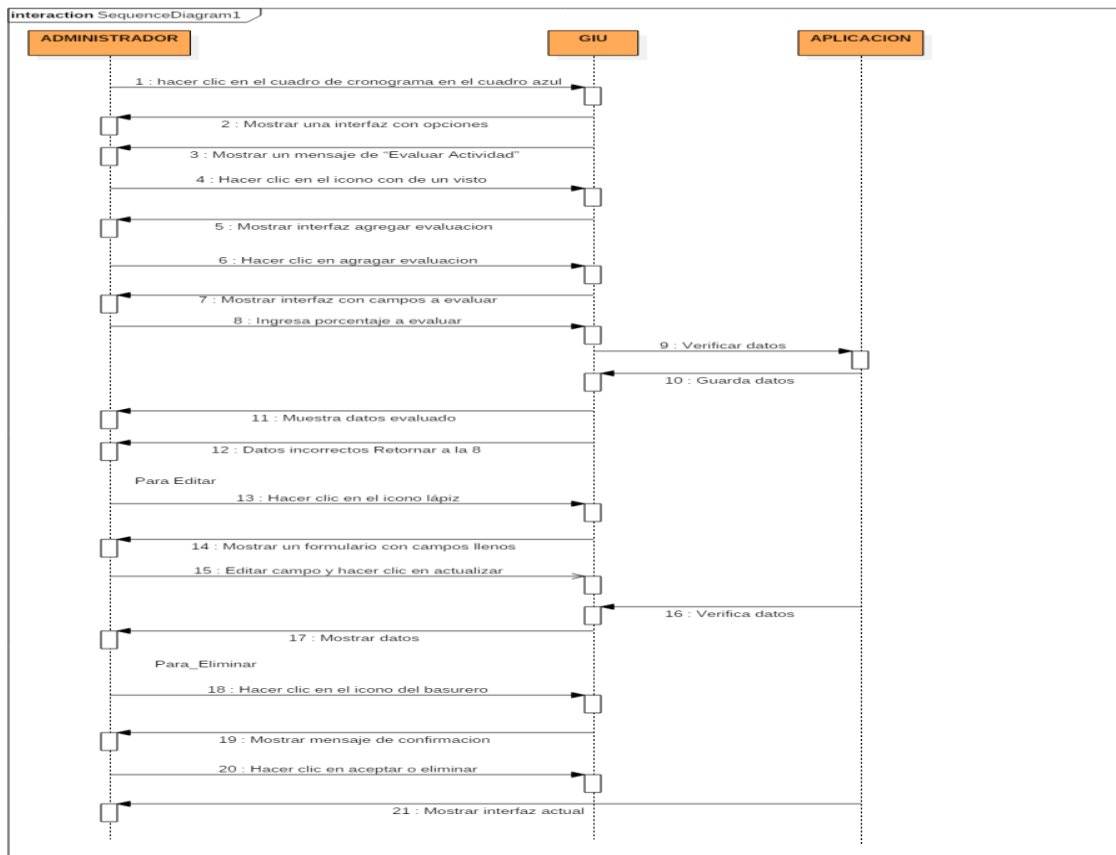 interaction SequenceDiagram1
ADMINISTRADOR
GIU
APLICACION
1 : hacer clic en el cuadro de cronograma en el cuadro azul
2 : Mostrar una interfaz con opciones
3 : Mostrar un mensaje de "Evaluar Actividad"
4 : Hacer clic en el icono con de un visto
5 : Mostrar interfaz agregar evaluacion
6 : Hacer clic en agragar evaluacion
7 : Mostrar interfaz con campos a evaluar
8 : Ingresa porcentaje a evaluar
9 : Verificar datos
10 : Guarda datos
11 : Muestra datos evaluado
12 : Datos incorrectos Retornar a la 8
Para Editar
13 : Hacer clic en el icono lápiz
14 : Mostrar un formulario con campos llenos
15 : Editar campo y hacer clic en actualizar
16 : Verifica datos
17 : Mostrar datos
Para_Eliminar
18 : Hacer clic en el icono del basurero
19 : Mostrar mensaje de confirmacion
20 : Hacer clic en aceptar o eliminar
21 : Mostrar interfaz actual